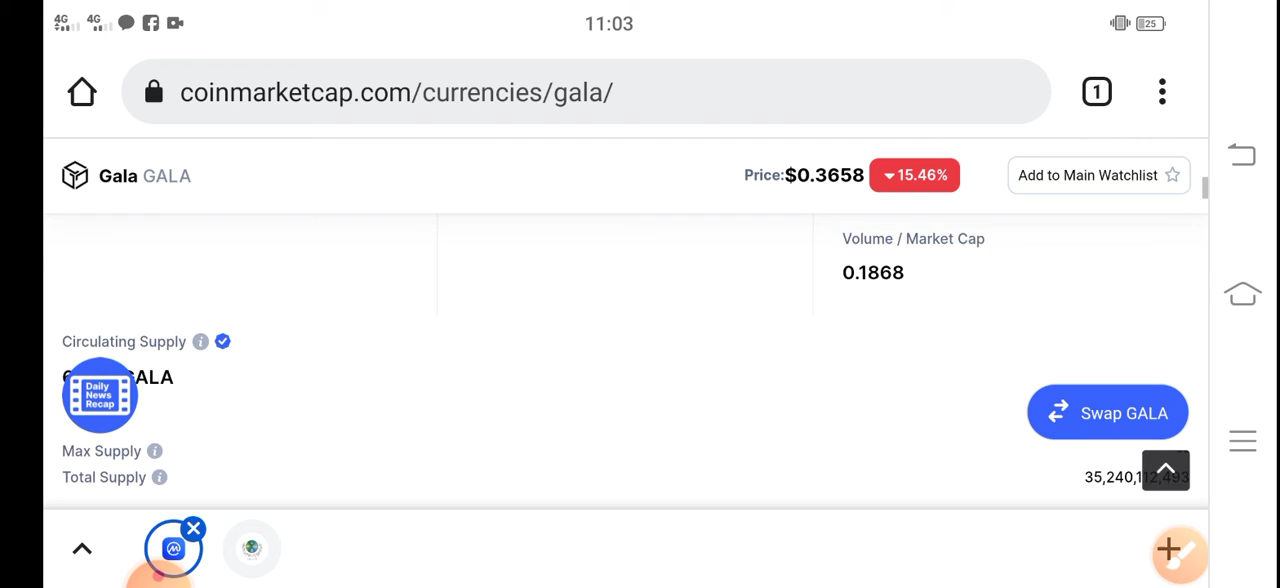 4G 4G 11:03 25
coinmarketcap.com/currencies/gala/ 1
Gala GALA Price:$0.3658 15.46% Add to Main Watchlist
Volume / Market Cap
0.1868
Circulating Supply
Daily
News
Recap
Swap GALA
Max Supply
Total Supply 35,240,112,493